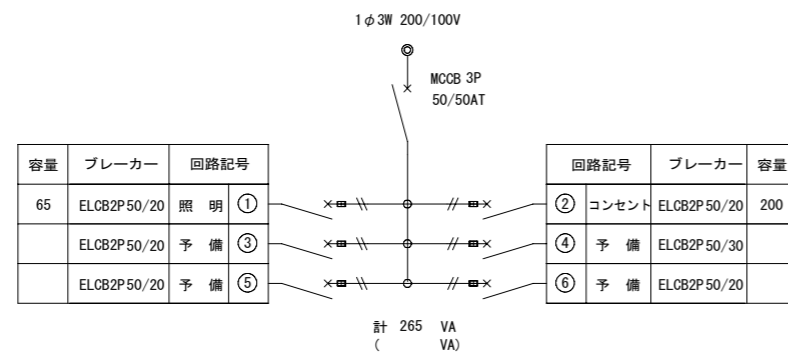 1φ3W 200/100V
MCCB 3P
50/50AT
容量 ブレーカー 回路記号
65 ELCB2P50/20 照 明 ①
ELCB2P50/20 予 備 ③
ELCB2P50/20 予 備 ⑤
回路記号 ブレーカー 容量
② コンセント ELCB2P50/20 200
④ 予 備 ELCB2P50/30
⑥ 予 備 ELCB2P50/20
計 265 VA
( VA)